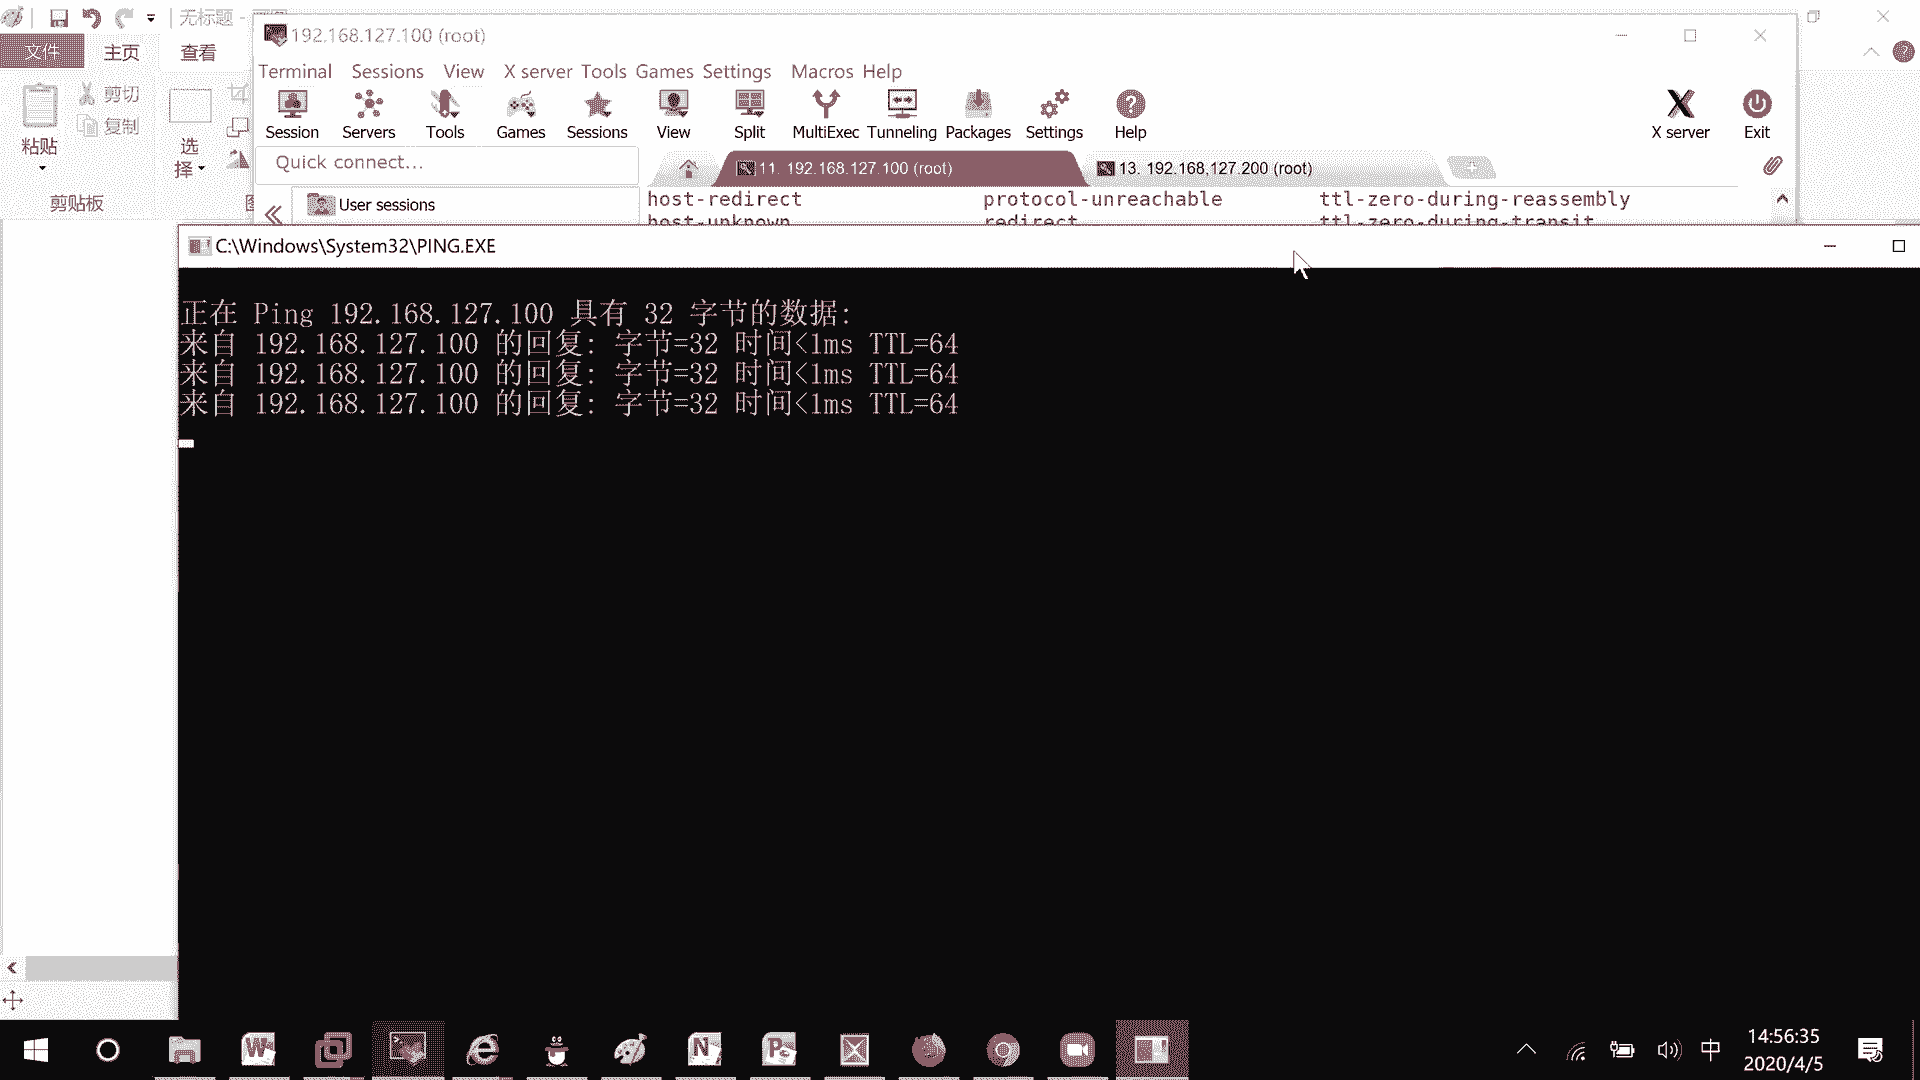 无标题 -
文件 主页 查看
剪切
复制
粘贴
选择
剪贴板
192.168.127.100 (root)
Terminal Sessions View X server Tools Games Settings Macros Help
Session Servers Tools Games Sessions View Split MultiExec Tunneling Packages Settings Help X server Exit
Quick connect...
11. 192.168.127.100 (root)
13. 192.168.127.200 (root)
User sessions
host-redirect protocol-unreachable ttl-zero-during-reassembly
host-unknown redirect ttl-zero-during-transit
C:\Windows\System32\PING.EXE
正在 Ping 192.168.127.100 具有 32 字节的数据:
来自 192.168.127.100 的回复: 字节=32 时间<1ms TTL=64
来自 192.168.127.100 的回复: 字节=32 时间<1ms TTL=64
来自 192.168.127.100 的回复: 字节=32 时间<1ms TTL=64
中
14:56:35
2020/4/5